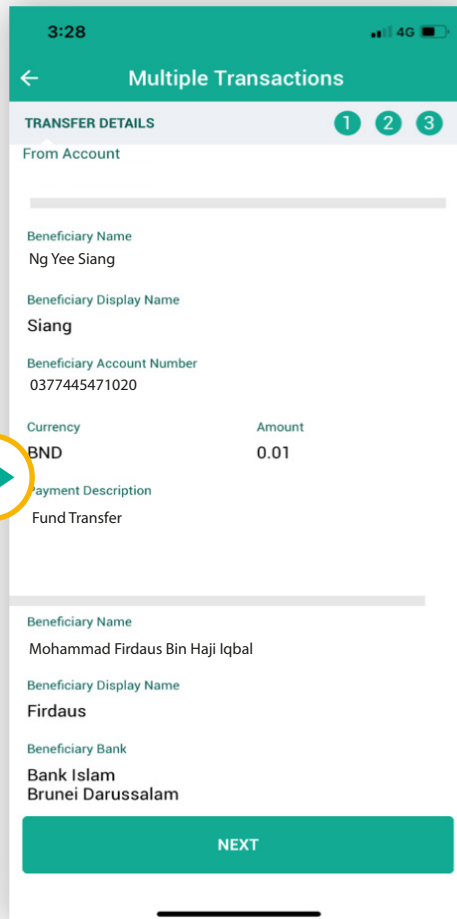 3:28
4G
Multiple Transactions
TRANSFER DETAILS 1 2 3
From Account
Beneficiary Name
Ng Yee Siang
Beneficiary Display Name
Siang
Beneficiary Account Number
0377445471020
Currency Amount
BND 0.01
Payment Description
Fund Transfer
Beneficiary Name
Mohammad Firdaus Bin Haji Iqbal
Beneficiary Display Name
Firdaus
Beneficiary Bank
Bank Islam
Brunei Darussalam
NEXT